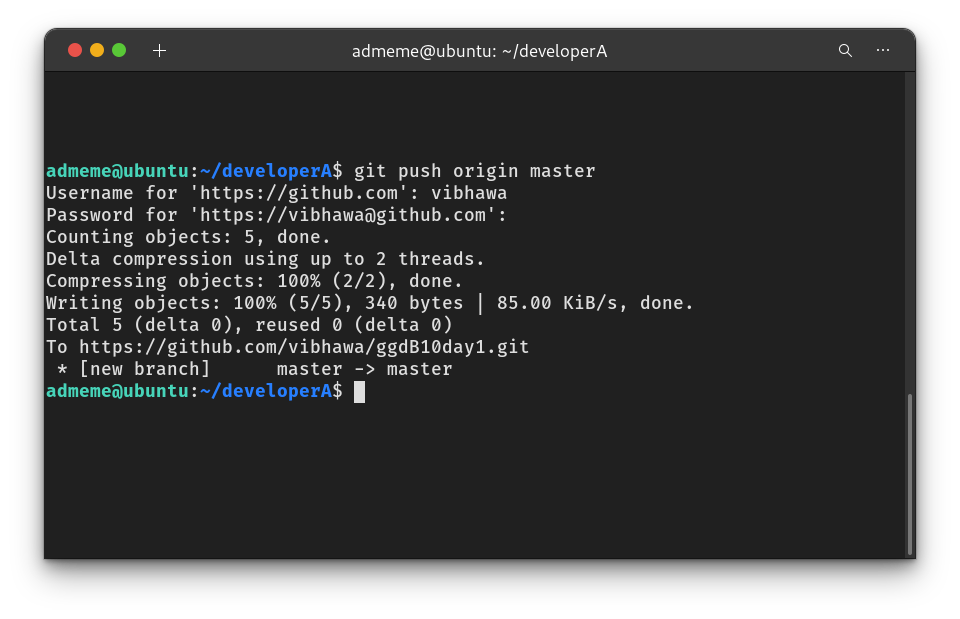 admeme@ubuntu: ~/developerA
admeme@ubuntu:~/developerA$ git push origin master
Username for 'https://github.com': vibhawa
Password for 'https://vibhawa@github.com':
Counting objects: 5, done.
Delta compression using up to 2 threads.
Compressing objects: 100% (2/2), done.
Writing objects: 100% (5/5), 340 bytes | 85.00 KiB/s, done.
Total 5 (delta 0), reused 0 (delta 0)
To https://github.com/vibhawa/ggdB10day1.git
 * [new branch]      master -> master
admeme@ubuntu:~/developerA$